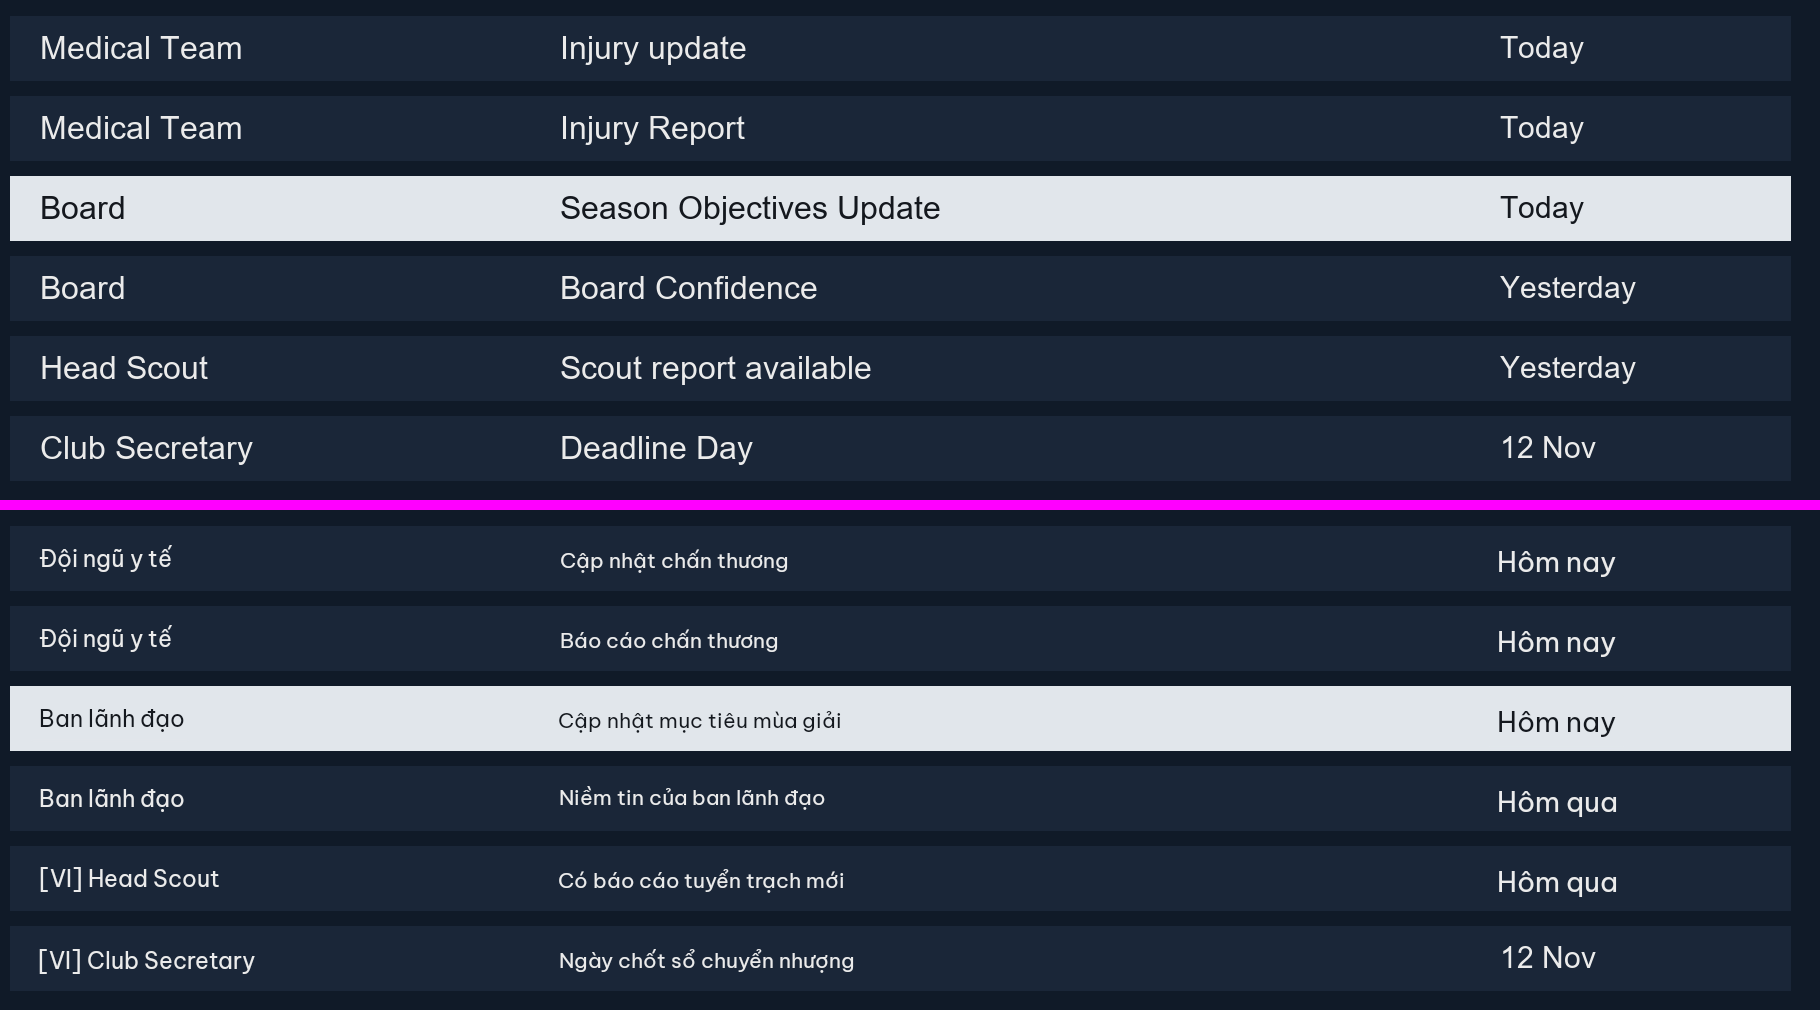 Medical Team Injury update Today
Medical Team Injury Report Today
Board Season Objectives Update Today
Board Board Confidence Yesterday
Head Scout Scout report available Yesterday
Club Secretary Deadline Day 12 Nov
Đội ngũ y tế Cập nhật chấn thương Hôm nay
Đội ngũ y tế Báo cáo chấn thương Hôm nay
Ban lãnh đạo Cập nhật mục tiêu mùa giải Hôm nay
Ban lãnh đạo Niềm tin của ban lãnh đạo Hôm qua
[VI] Head Scout Có báo cáo tuyển trạch mới Hôm qua
[VI] Club Secretary Ngày chốt sổ chuyển nhượng 12 Nov